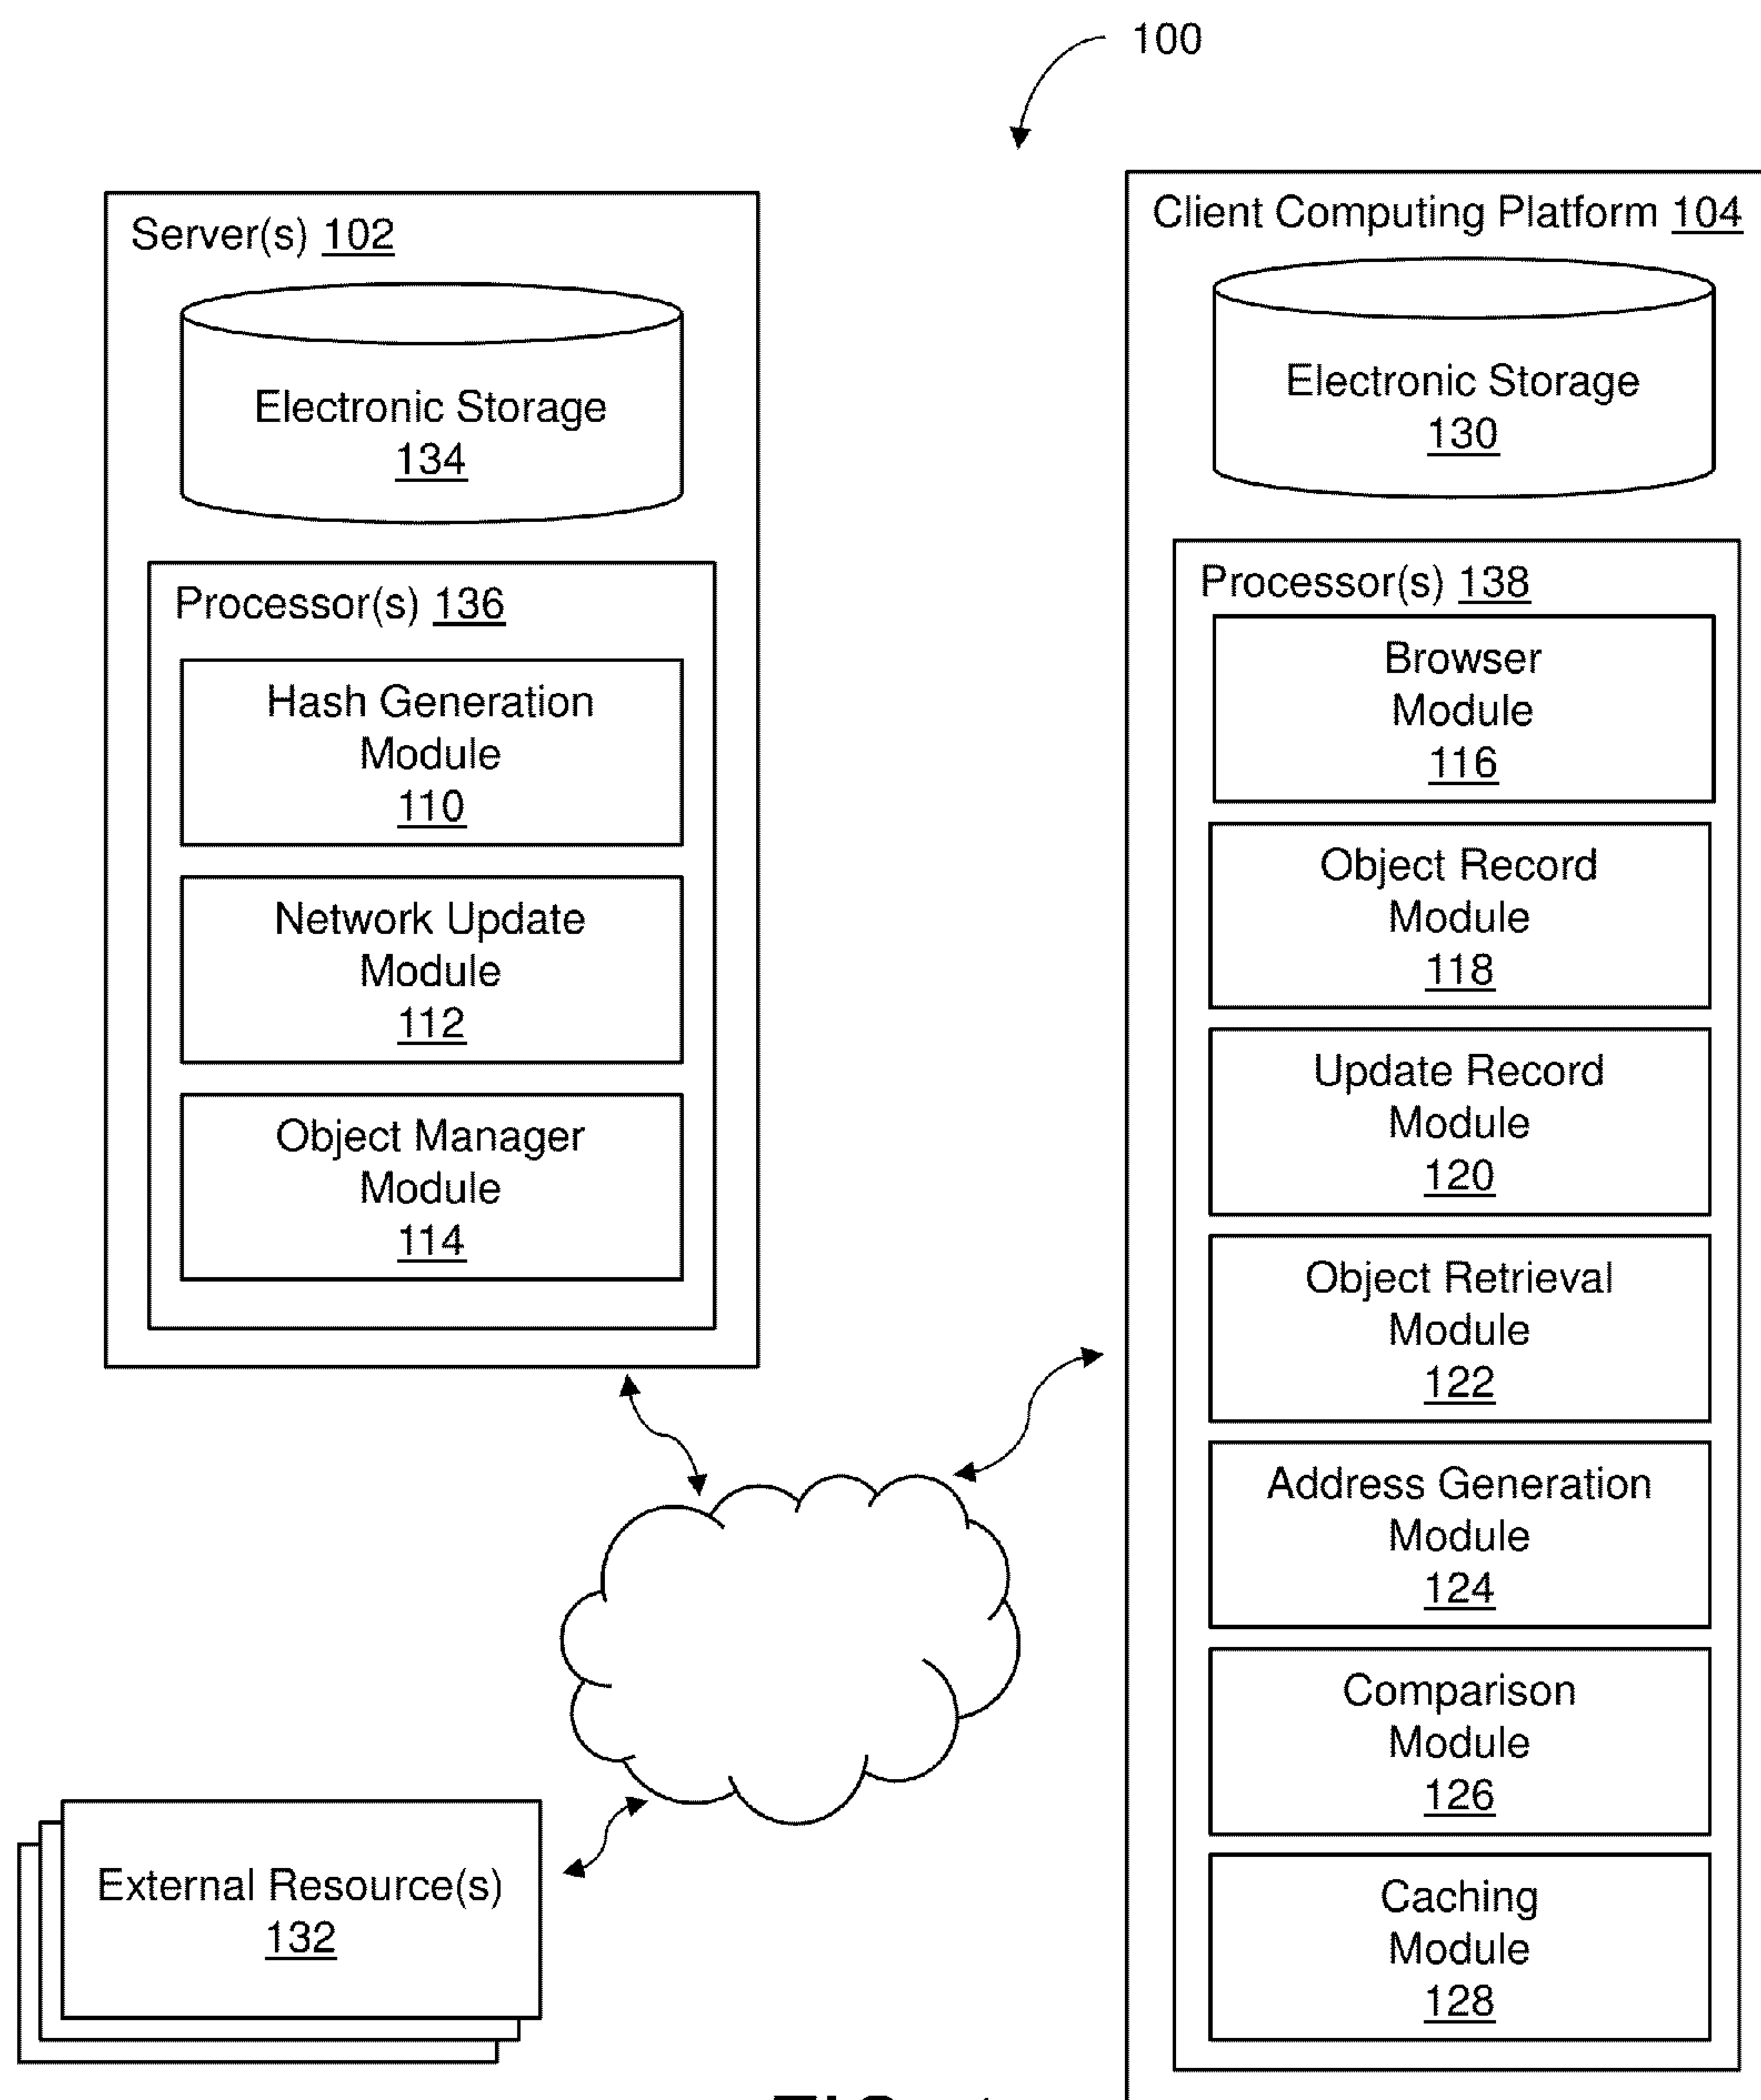 100
Server(s) 102
Electronic Storage
134
Processor(s) 136
Hash Generation
Module
110
Network Update
Module
112
Object Manager
Module
114
Client Computing Platform 104
Electronic Storage
130
Processor(s) 138
Browser
Module
116
Object Record
Module
118
Update Record
Module
120
Object Retrieval
Module
122
Address Generation
Module
124
Comparison
Module
126
Caching
Module
128
External Resource(s)
132